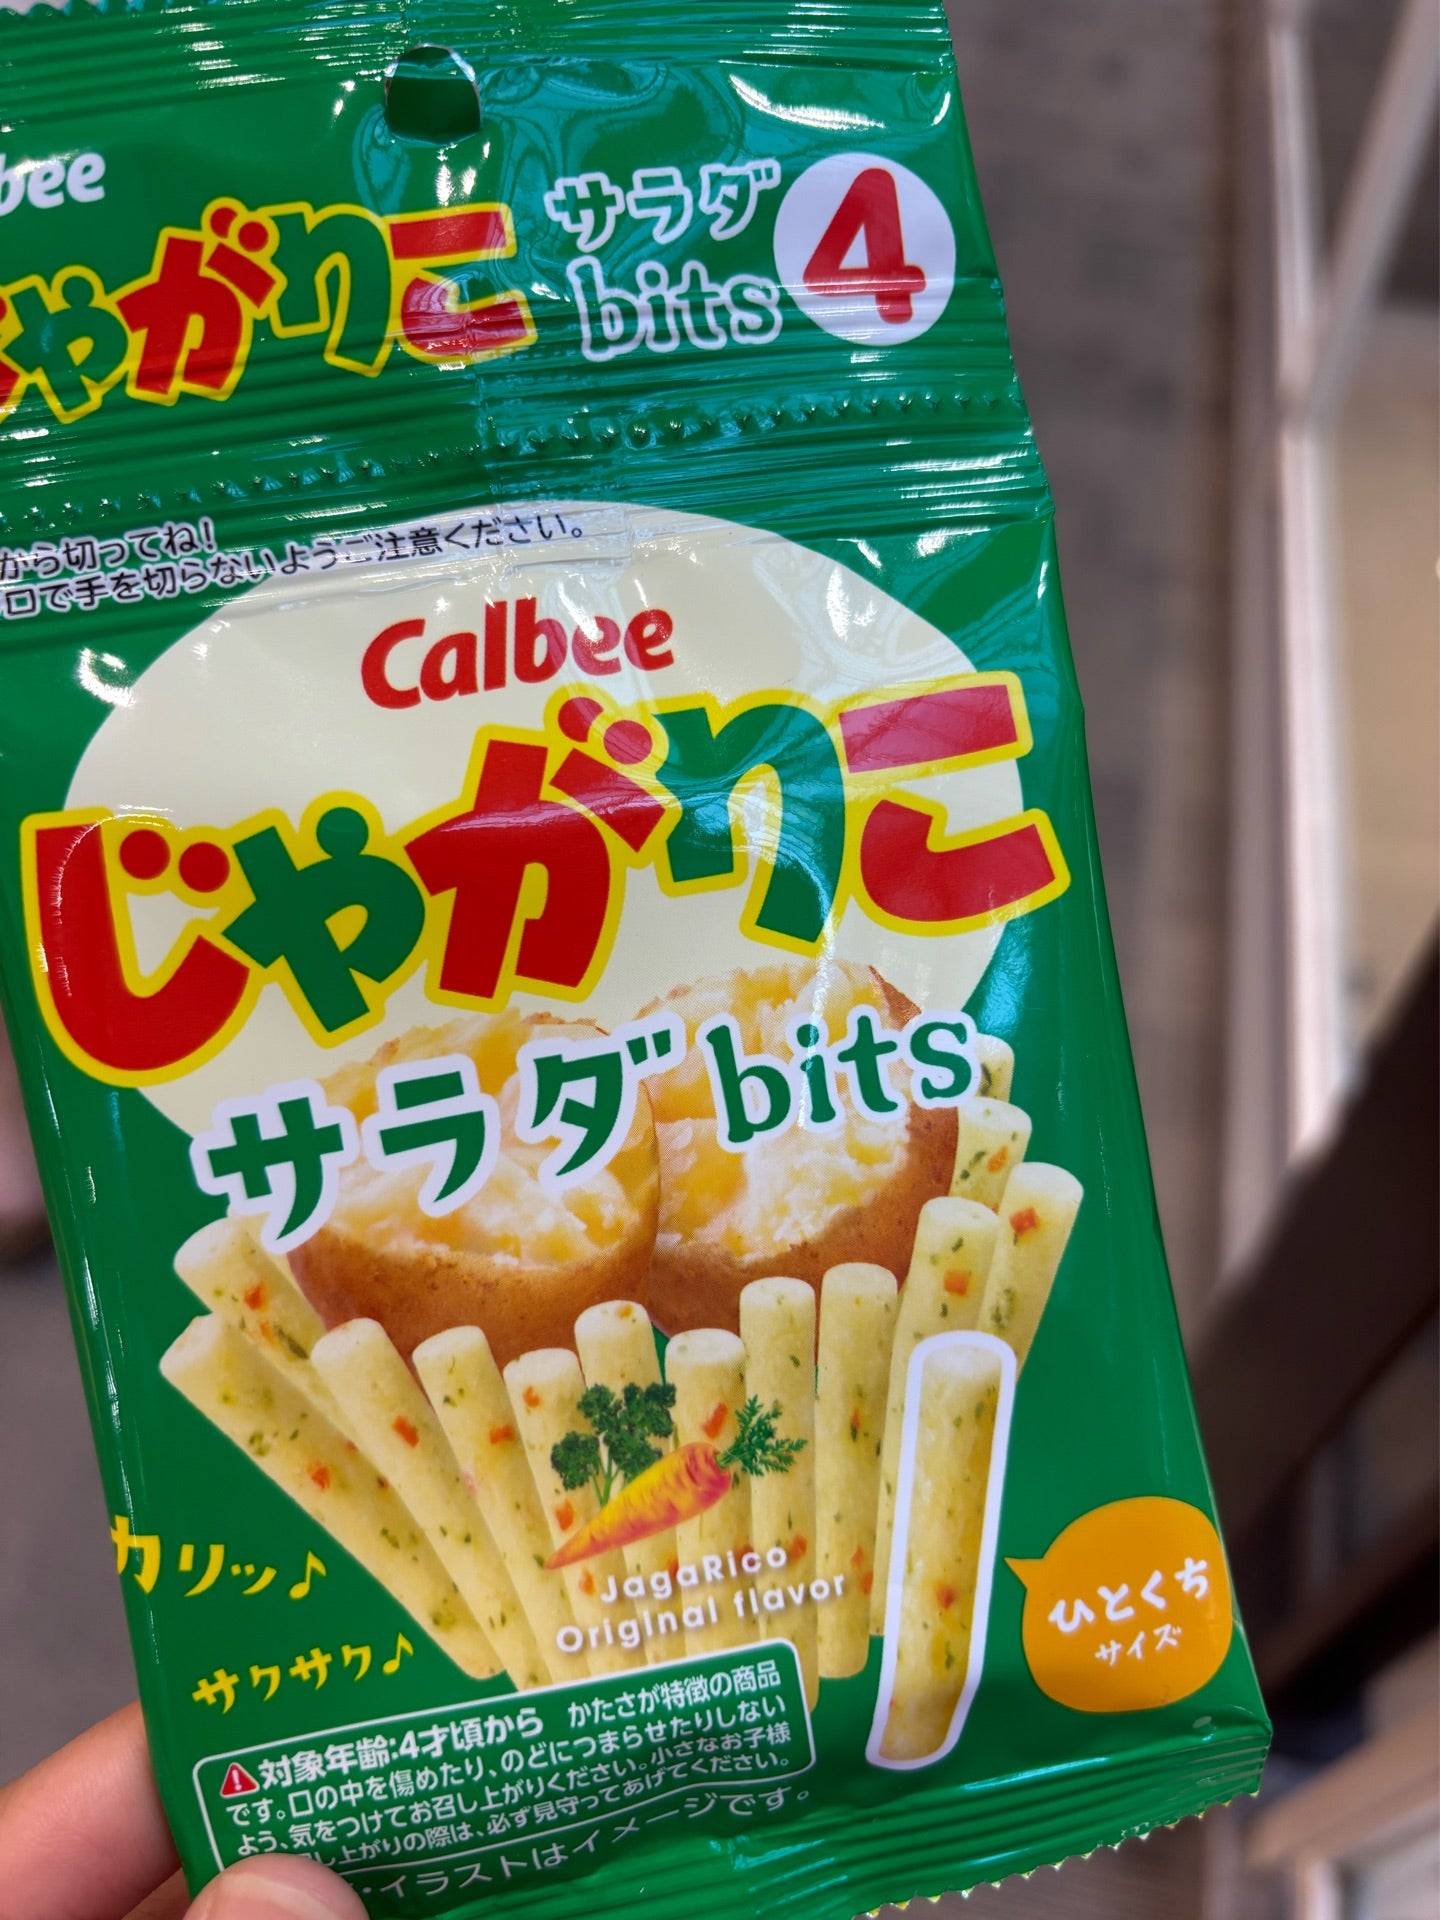 bee
じゃがりこ
サラダ
bits
4
から切ってね!
口で手を切らないようご注意ください。
Calbee
じゃがりこ
サラダbits
JagaRico
Original flavor
カリッ♪
サクサク♪
ひとくち
サイズ
⚠対象年齢:4才頃から かたさが特徴の商品
です。口の中を傷めたり、のどにつまらせたりしない
よう、気をつけてお召し上がりください。小さなお子様
し上がりの際は、必ず見守ってあげてください。
・イラストはイメージです。